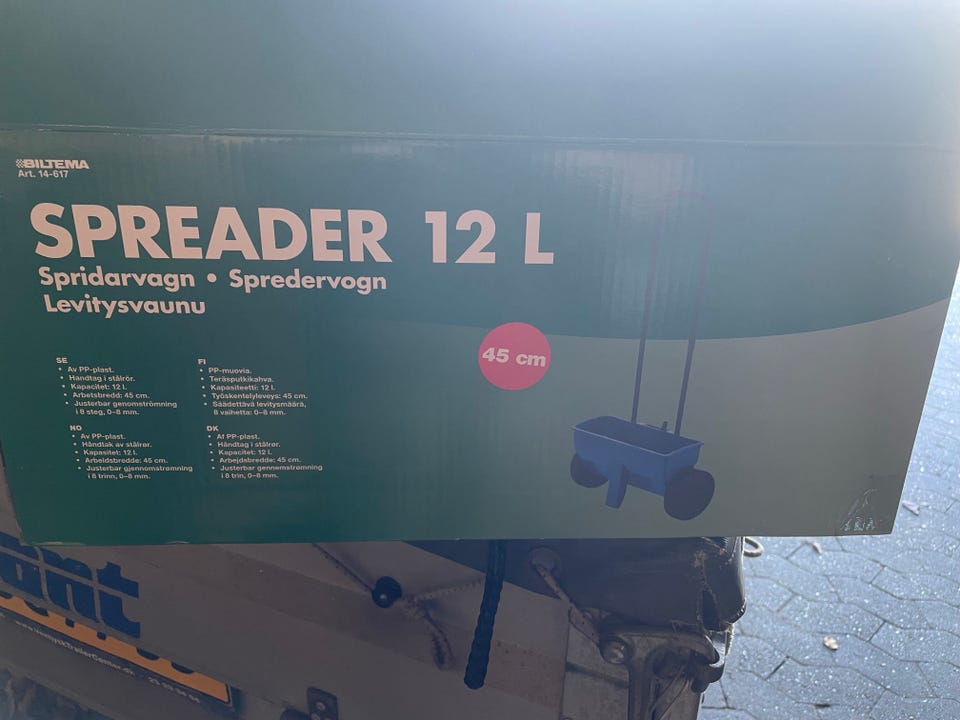 BILTEMA
Art. 14-617
SPREADER 12 L
Spridarvagn • Spredervogn
Levitysvaunu
45 cm
SE
• Av PP-plast.
• Handtag i stålrör.
• Kapacitet: 12 l.
• Arbetsbredd: 45 cm.
• Justerbar genomströmning
i 8 steg, 0–8 mm.
FI
• PP-muovia.
• Teräsputkikahva.
• Kapasiteetti: 12 l.
• Työskentelyleveys: 45 cm.
• Säädettävä levitysmäärä,
8 vaihetta: 0–8 mm.
NO
• Av PP-plast.
• Håndtak av stålrør.
• Kapasitet: 12 l.
• Arbeidsbredde: 45 cm.
• Justerbar gjennomstrømning
i 8 trinn, 0–8 mm.
DK
• Af PP-plast.
• Håndtag i stålrør.
• Kapacitet: 12 l.
• Arbejdsbredde: 45 cm.
• Justerbar gennemstrømning
i 8 trin, 0–8 mm.